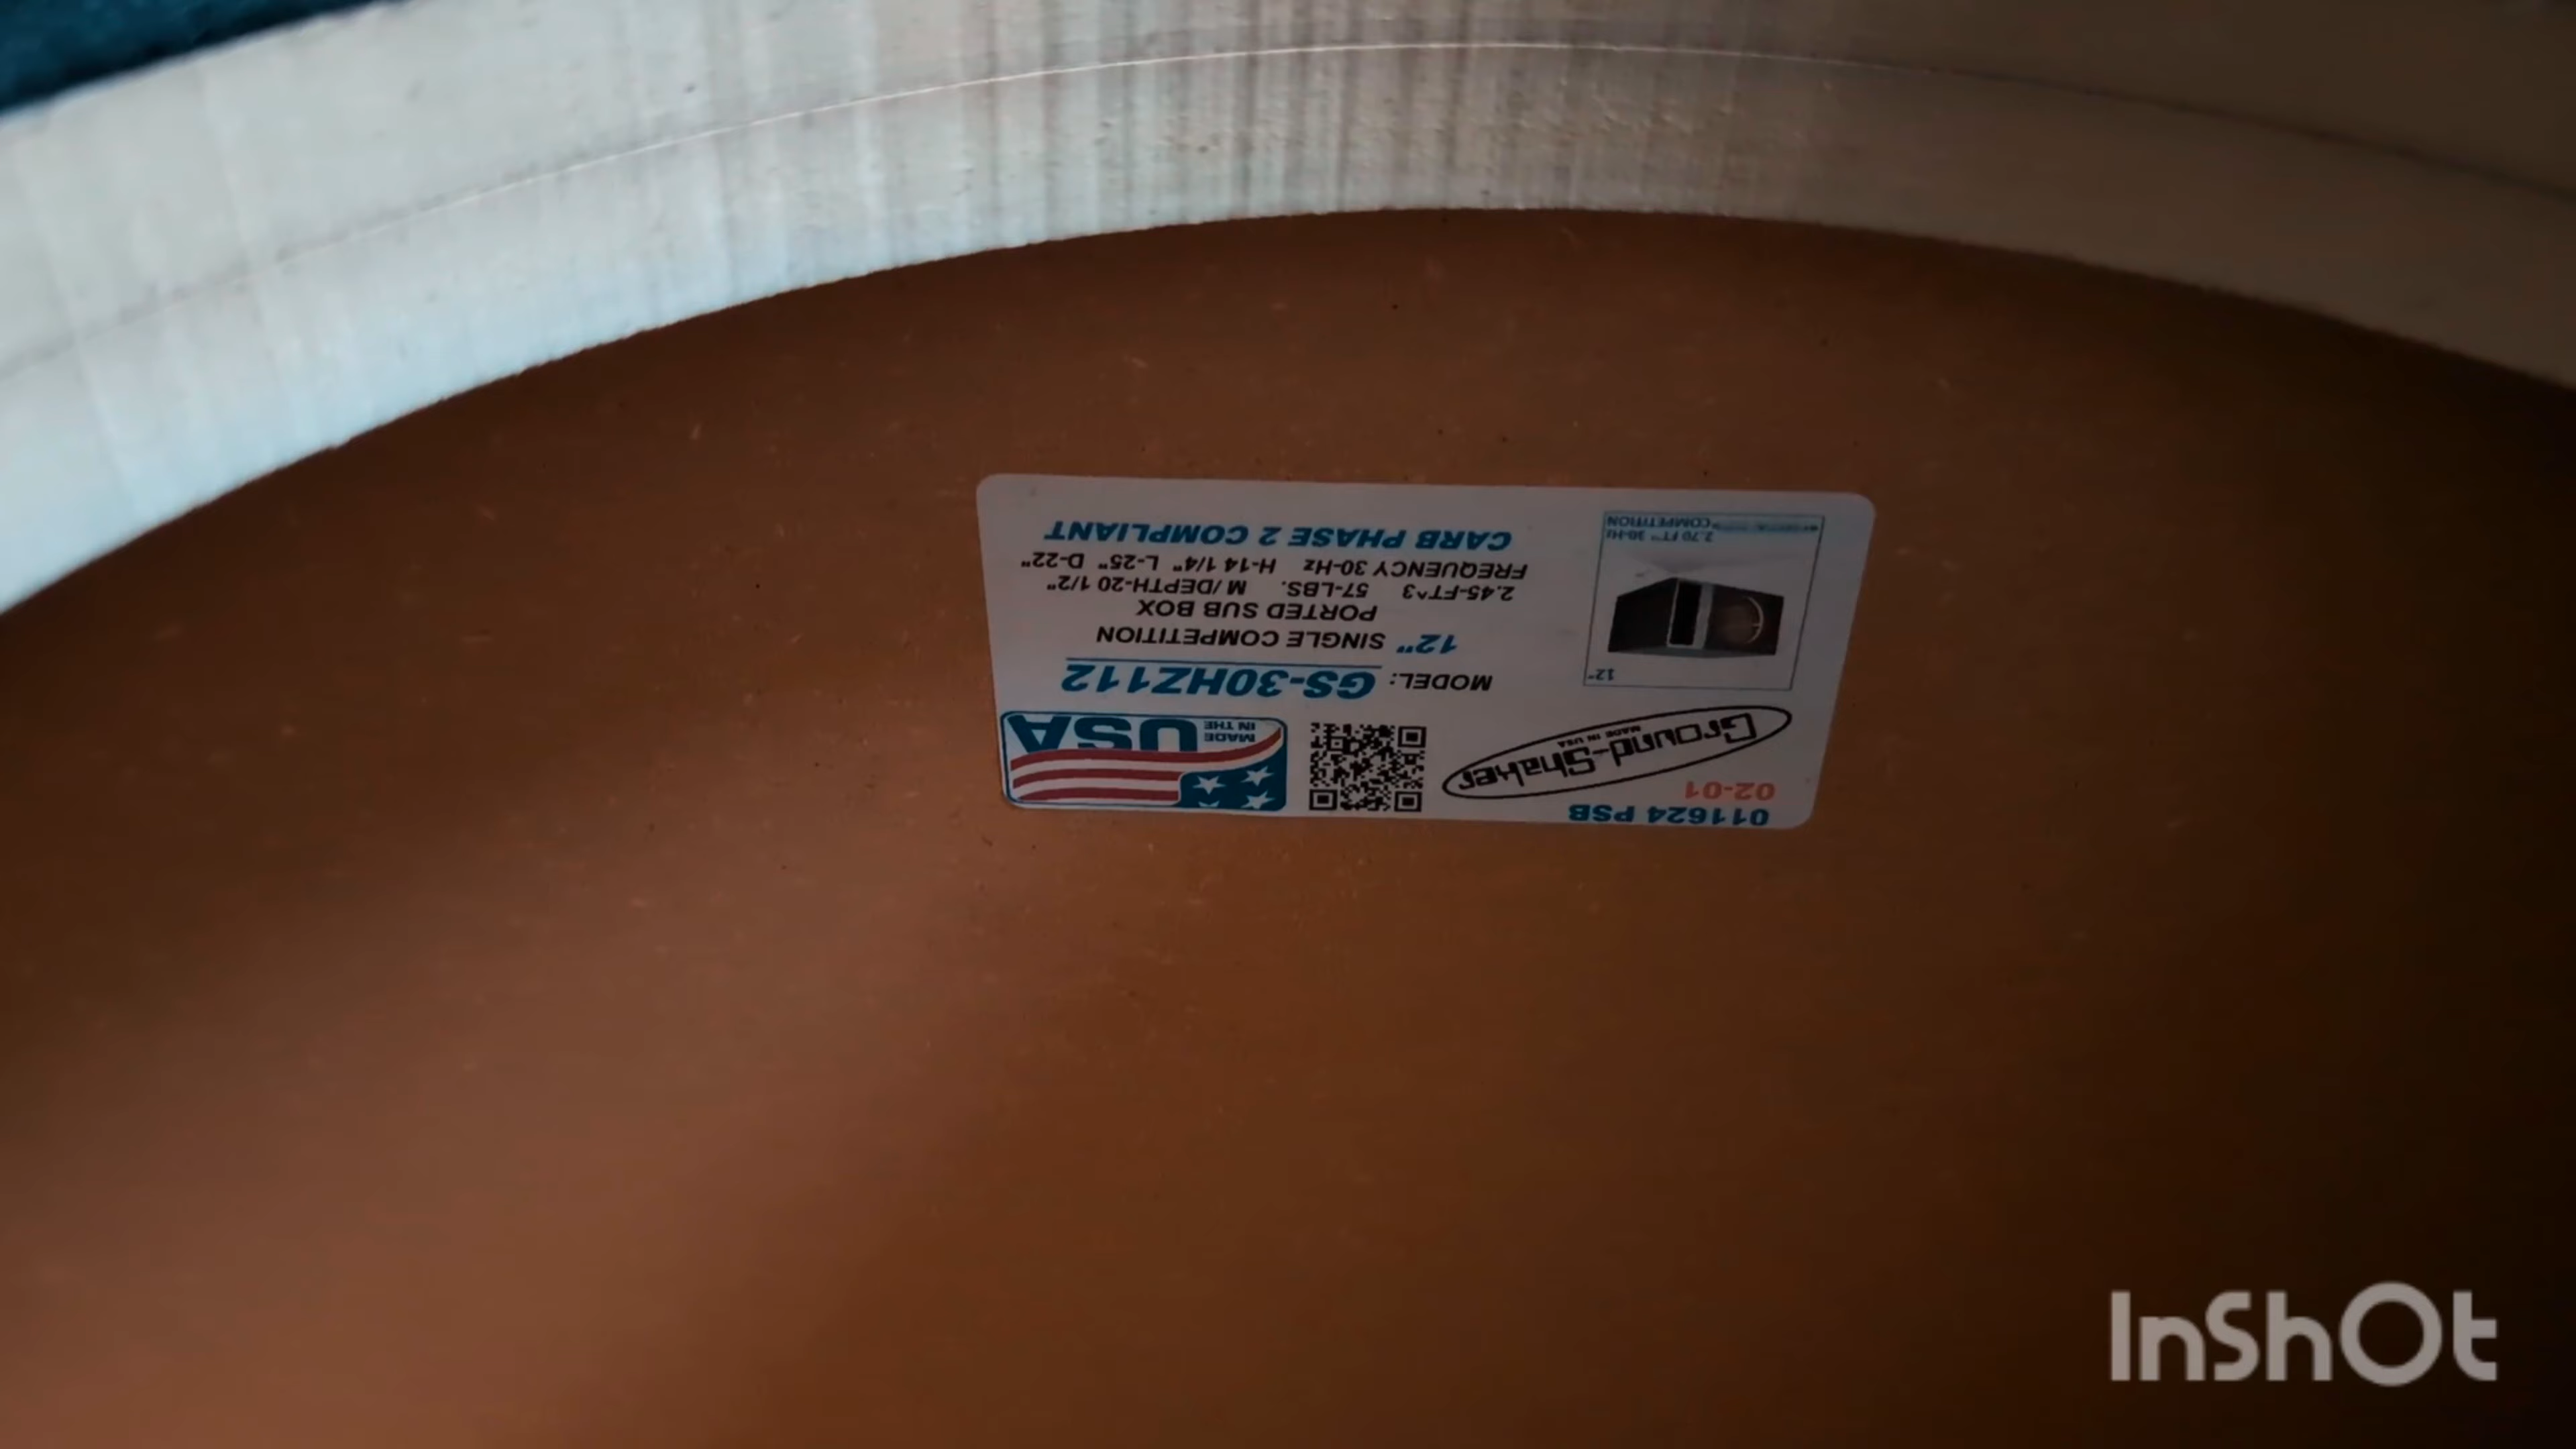 011624 PSB
02-01
Ground-Shaker
MADE IN USA
MADE
IN THE
USA
MODEL: GS-30HZ112
12" SINGLE COMPETITION
PORTED SUB BOX
2.45-FT^3 57-LBS. M/DEPTH-20 1/2"
FREQUENCY 30-Hz H-14 1/4" L-25" D-22"
CARB PHASE 2 COMPLIANT
12"
2.70 FT^3 30-Hz
COMPETITION
InShOt